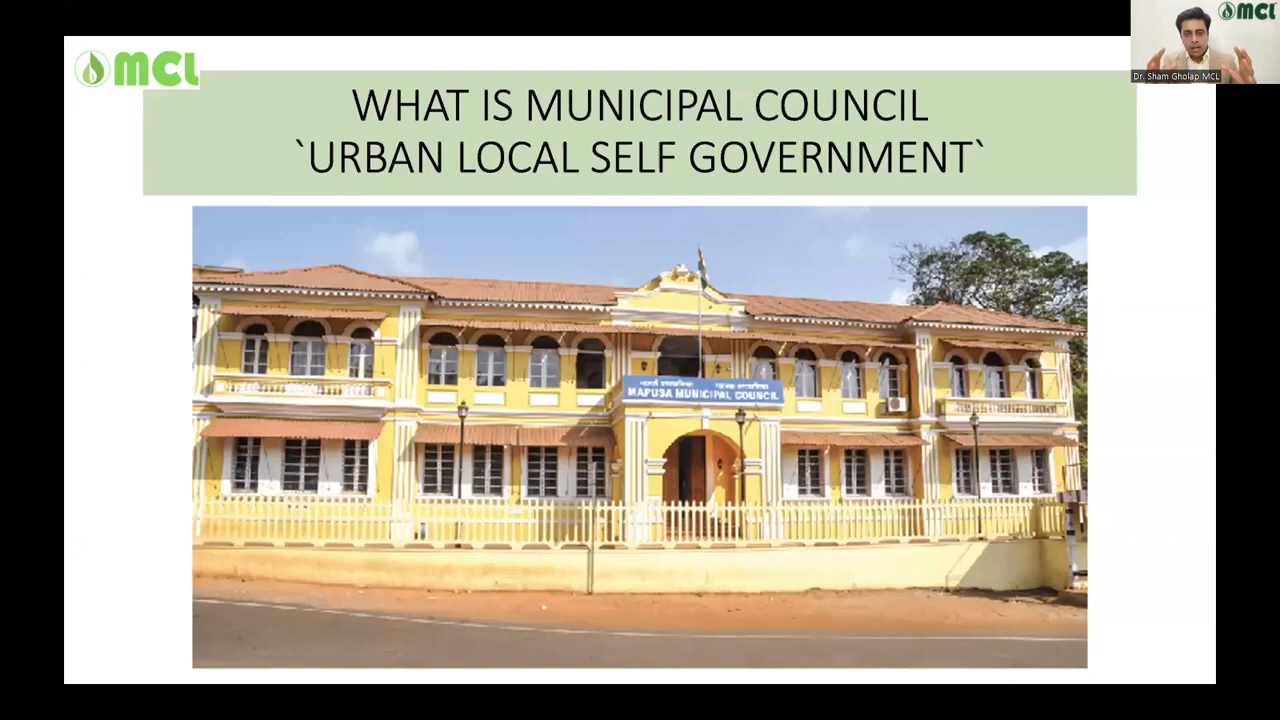 MCL
WHAT IS MUNICIPAL COUNCIL
`URBAN LOCAL SELF GOVERNMENT`
MAPUSA MUNICIPAL COUNCIL
MCL
Dr. Sham Gholap MCL